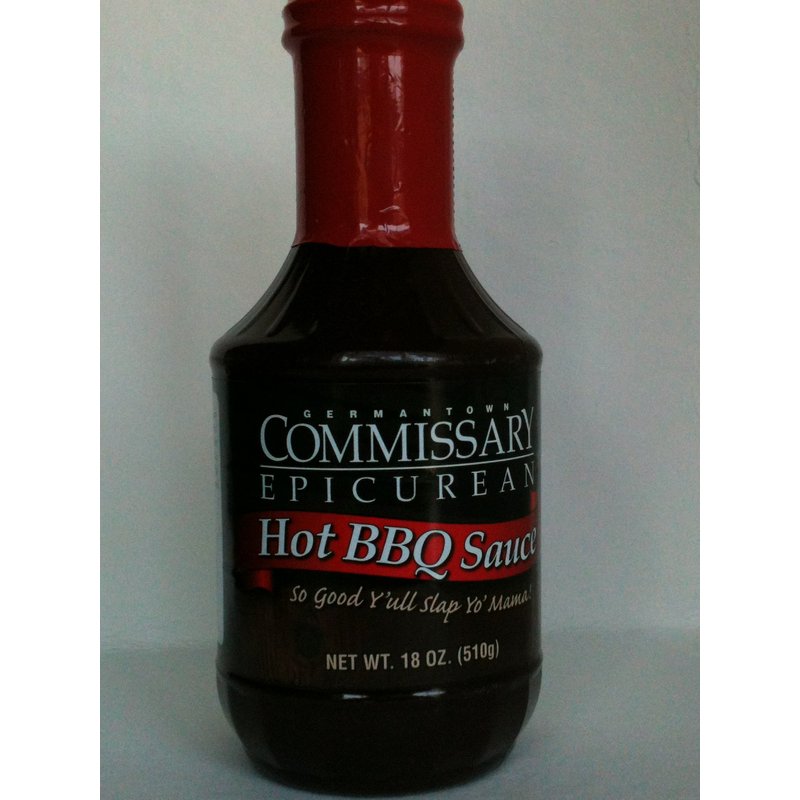 GERMANTOWN
COMMISSARY
EPICUREAN
Hot BBQ Sauce
So Good Y'ull Slap Yo' Mama!
NET WT. 18 OZ. (510g)